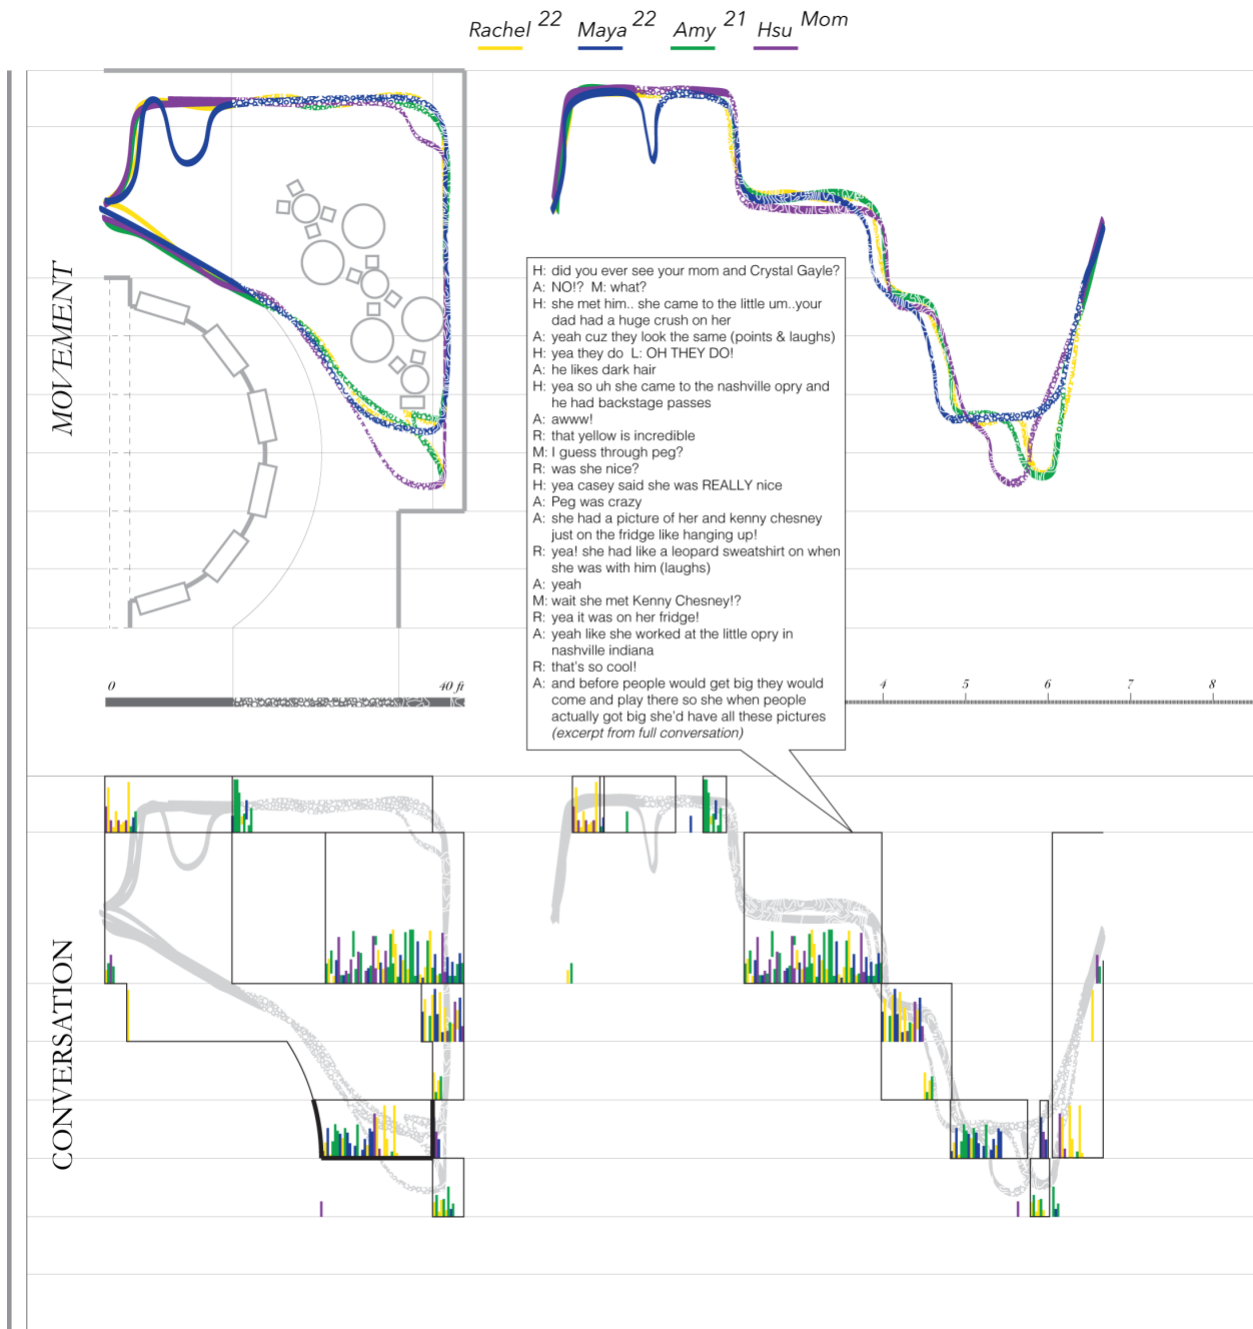 Rachel 22 Maya 22 Amy 21 Hsu Mom
MOVEMENT
H: did you ever see your mom and Crystal Gayle?
A: NO!? M: what?
H: she met him.. she came to the little um..your
dad had a huge crush on her
A: yeah cuz they look the same (points & laughs)
H: yea they do L: OH THEY DO!
A: he likes dark hair
H: yea so uh she came to the nashville opry and
he had backstage passes
A: awww!
R: that yellow is incredible
M: I guess through peg?
R: was she nice?
H: yea casey said she was REALLY nice
A: Peg was crazy
A: she had a picture of her and kenny chesney
just on the fridge like hanging up!
R: yea! she had like a leopard sweatshirt on when
she was with him (laughs)
A: yeah
M: wait she met Kenny Chesney!?
R: yea it was on her fridge!
A: yeah like she worked at the little opry in
nashville indiana
R: that's so cool!
A: and before people would get big they would
come and play there so she when people
actually got big she'd have all these pictures
(excerpt from full conversation)
0 40 ft
4 5 6 7 8
CONVERSATION